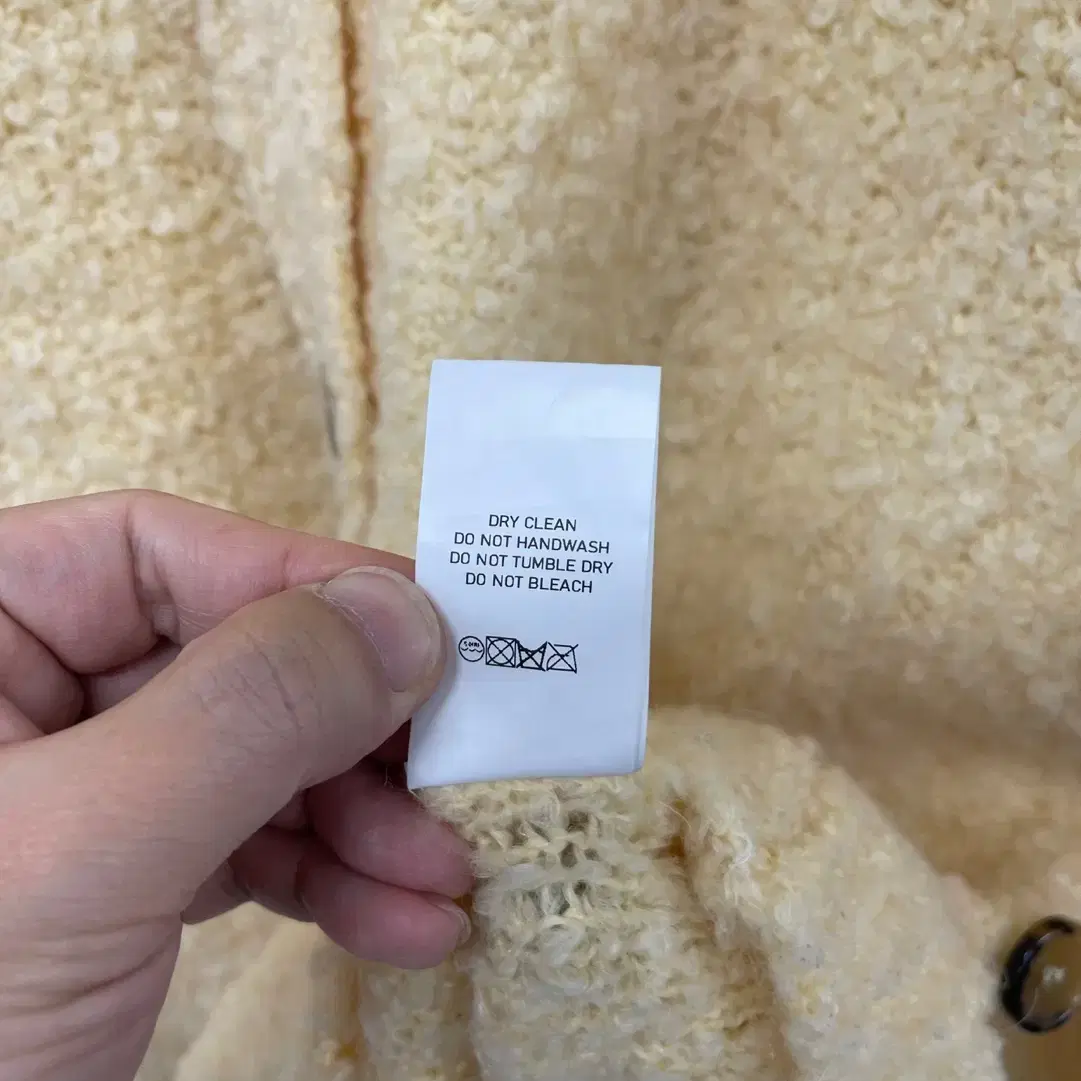 DRY CLEAN
DO NOT HANDWASH
DO NOT TUMBLE DRY
DO NOT BLEACH